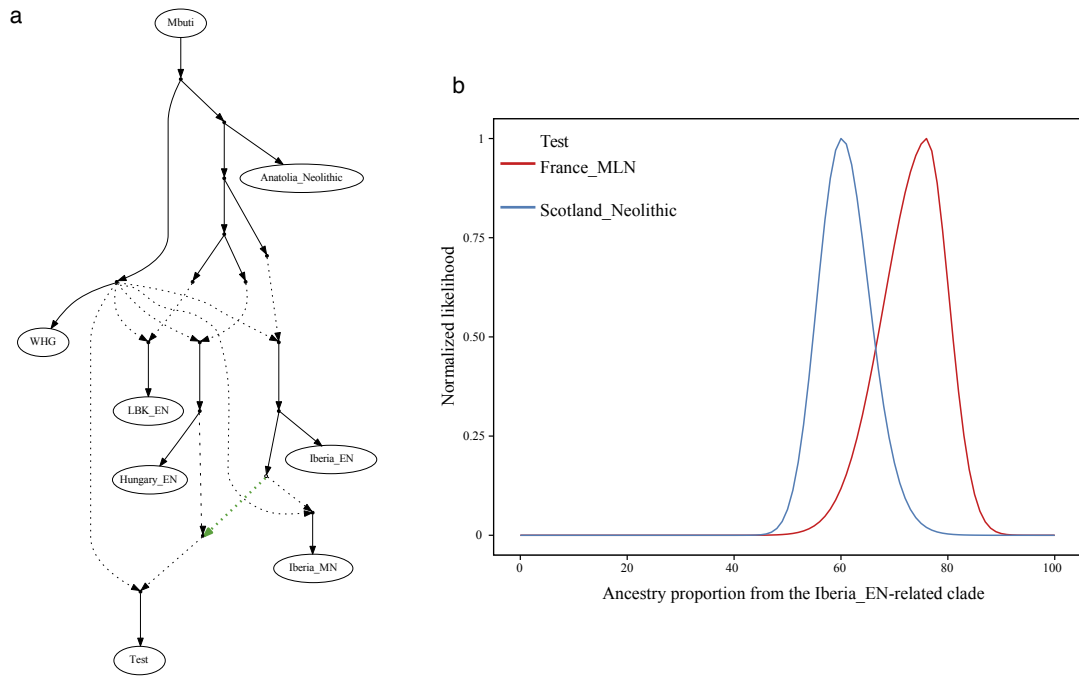 a
Mbuti
Anatolia_Neolithic
WHG
LBK_EN
Hungary_EN
Iberia_EN
Iberia_MN
Test
b
Test
France_MLN
Scotland_Neolithic
Normalized likelihood
1
0.75
0.50
0.25
0
0 20 40 60 80 100
Ancestry proportion from the Iberia_EN-related clade